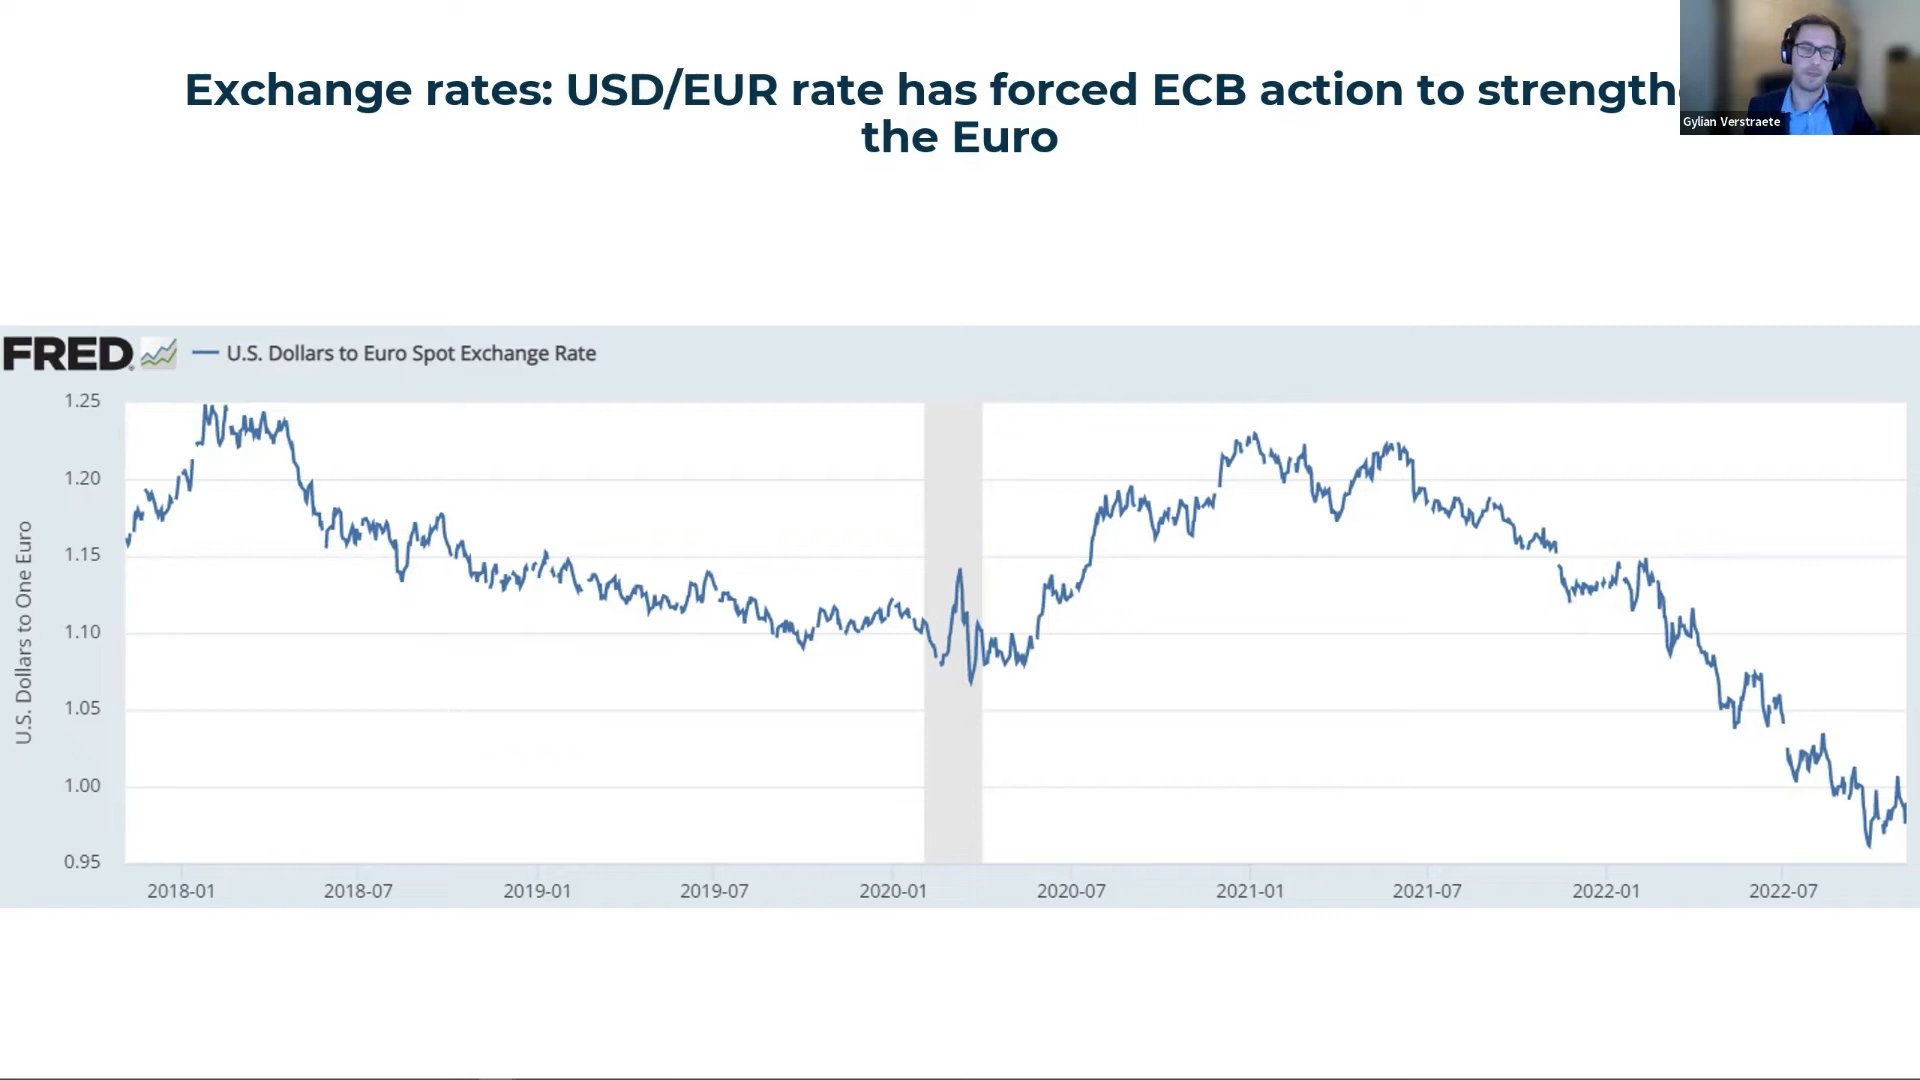 Exchange rates: USD/EUR rate has forced ECB action to strength
the Euro
Gylian Verstraete
FRED
U.S. Dollars to Euro Spot Exchange Rate
U.S. Dollars to One Euro
1.25
1.20
1.15
1.10
1.05
1.00
0.95
2018-01 2018-07 2019-01 2019-07 2020-01 2020-07 2021-01 2021-07 2022-01 2022-07